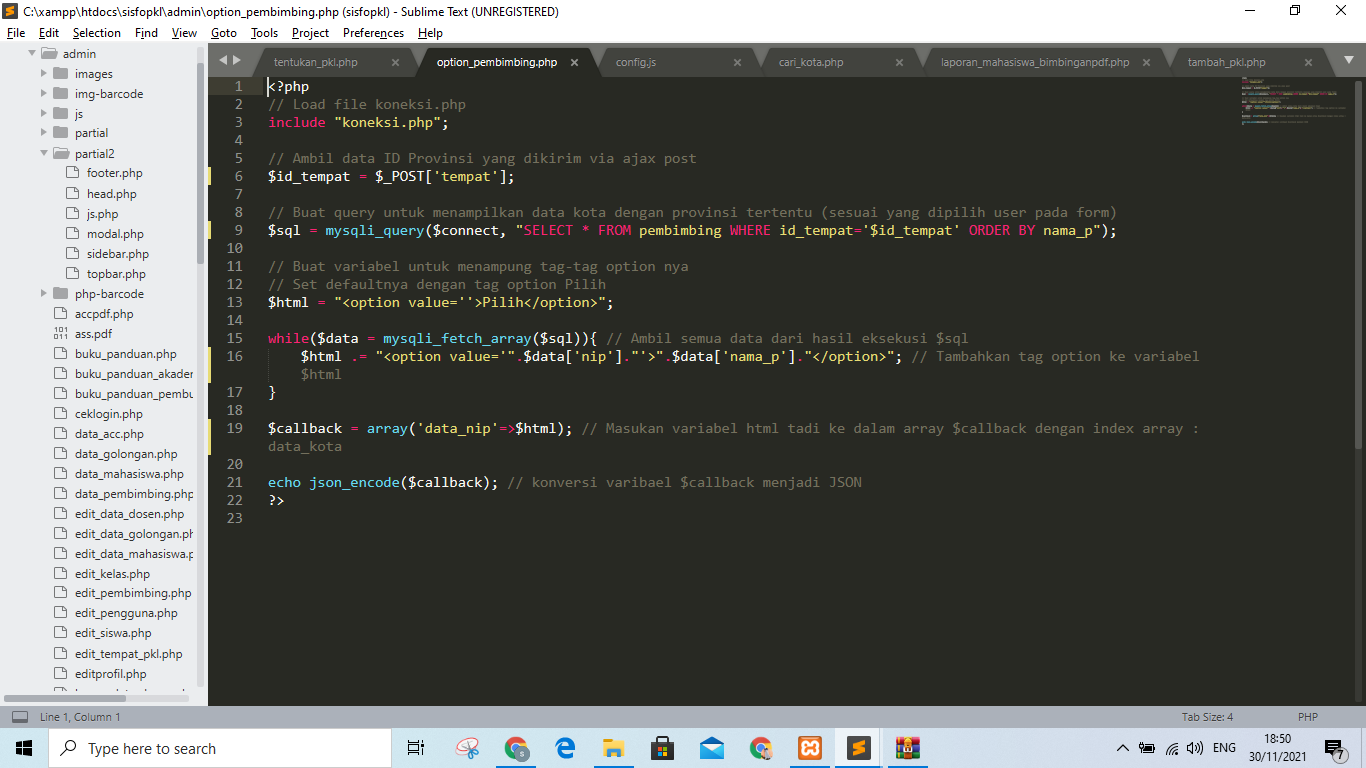 C:\xampp\htdocs\sisfopkl\admin\option_pembimbing.php (sisfopkl) - Sublime Text (UNREGISTERED)
File Edit Selection Find View Goto Tools Project Preferences Help
admin
images
img-barcode
js
partial
partial2
footer.php
head.php
js.php
modal.php
sidebar.php
topbar.php
php-barcode
accpdf.php
ass.pdf
buku_panduan.php
buku_panduan_akader
buku_panduan_pembu
ceklogin.php
data_acc.php
data_golongan.php
data_mahasiswa.php
data_pembimbing.php
edit_data_dosen.php
edit_data_golongan.ph
edit_data_mahasiswa.p
edit_kelas.php
edit_pembimbing.php
edit_pengguna.php
edit_siswa.php
edit_tempat_pkl.php
editprofil.php
tentukan_pkl.php option_pembimbing.php config.js cari_kota.php laporan_mahasiswa_bimbinganpdf.php tambah_pkl.php
1 <?php
2 // Load file koneksi.php
3 include "koneksi.php";
4
5 // Ambil data ID Provinsi yang dikirim via ajax post
6 $id_tempat = $_POST['tempat'];
7
8 // Buat query untuk menampilkan data kota dengan provinsi tertentu (sesuai yang dipilih user pada form)
9 $sql = mysqli_query($connect, "SELECT * FROM pembimbing WHERE id_tempat='$id_tempat' ORDER BY nama_p");
10
11 // Buat variabel untuk menampung tag-tag option nya
12 // Set defaultnya dengan tag option Pilih
13 $html = "<option value=''>Pilih</option>";
14
15 while($data = mysqli_fetch_array($sql)){ // Ambil semua data dari hasil eksekusi $sql
16 $html .= "<option value='".$data['nip']."'>".$data['nama_p']."</option>"; // Tambahkan tag option ke variabel
$html
17 }
18
19 $callback = array('data_nip'=>$html); // Masukan variabel html tadi ke dalam array $callback dengan index array :
data_kota
20
21 echo json_encode($callback); // konversi varibael $callback menjadi JSON
22 ?>
23
Line 1, Column 1 Tab Size: 4 PHP
Type here to search
ENG
18:50
30/11/2021
7